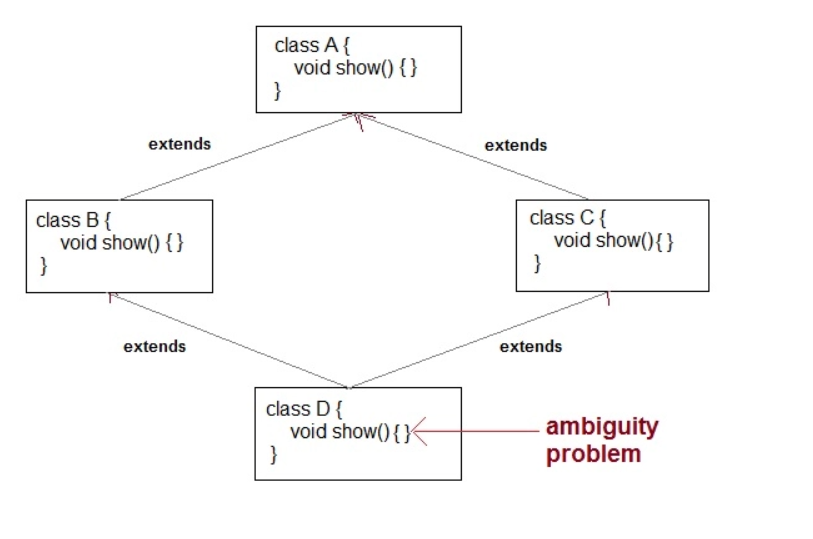 class A {
void show() { }
}
extends
extends
class B {
void show() { }
}
class C {
void show(){ }
}
extends
extends
class D {
void show() { }
}
ambiguity
problem